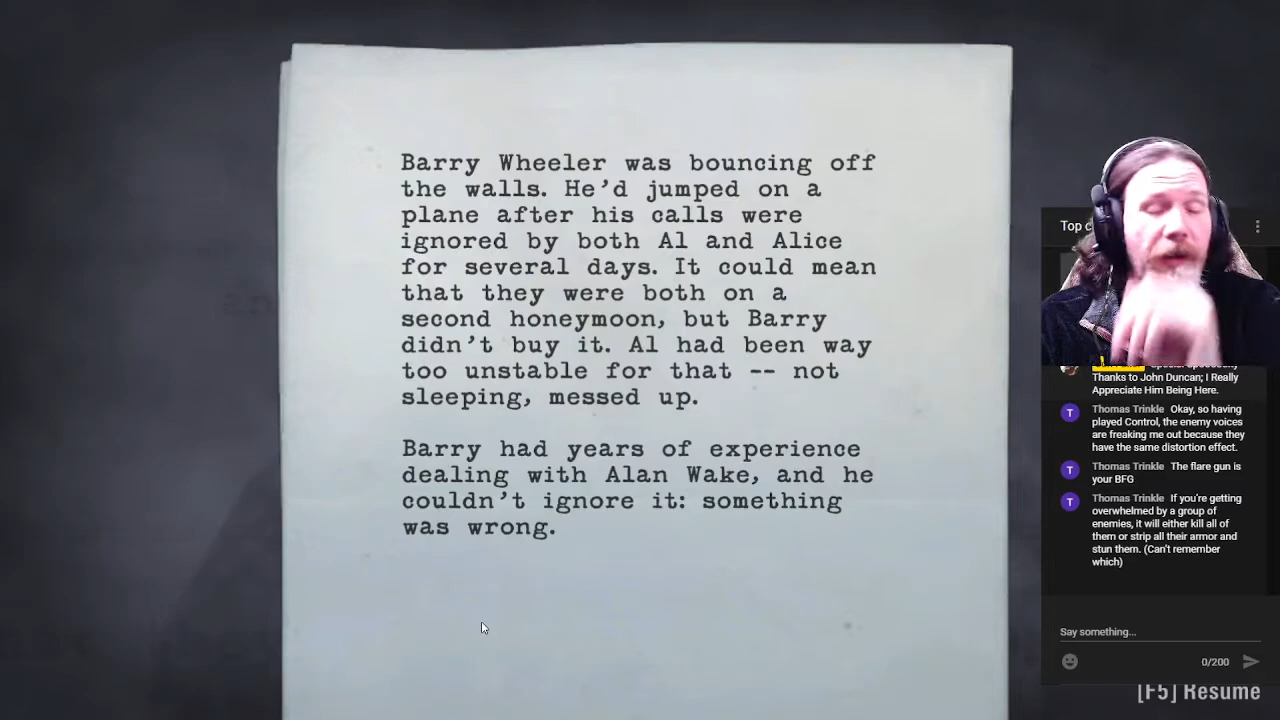 Barry Wheeler was bouncing off
the walls. He'd jumped on a
plane after his calls were
ignored by both Al and Alice
for several days. It could mean
that they were both on a
second honeymoon, but Barry
didn't buy it. Al had been way
too unstable for that -- not
sleeping, messed up.
Barry had years of experience
dealing with Alan Wake, and he
couldn't ignore it: something
was wrong.
Top
Thanks to John Duncan; I Really
Appreciate Him Being Here.
T Thomas Trinkle Okay, so having
played Control, the enemy voices
are freaking me out because they
have the same distortion effect.
T Thomas Trinkle The flare gun is
your BFG
T Thomas Trinkle If you're getting
overwhelmed by a group of
enemies, it will either kill all of
them or strip all their armor and
stun them. (Can't remember
which)
Say something...
0/200
[F5] Resume